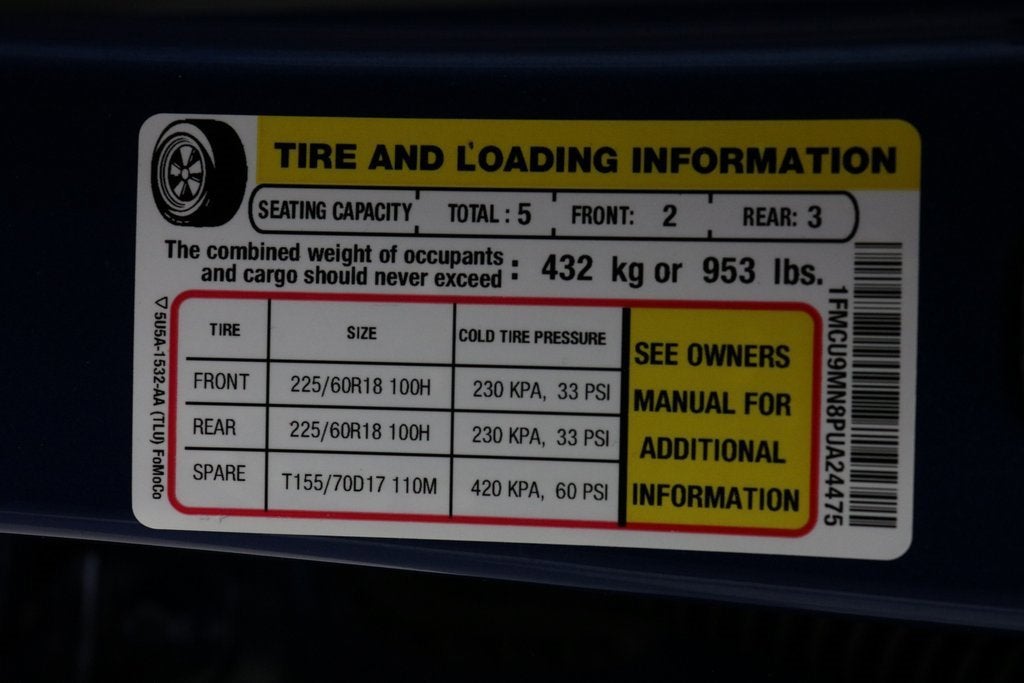 TIRE AND LOADING INFORMATION
SEATING CAPACITY TOTAL : 5 FRONT: 2 REAR: 3
The combined weight of occupants
and cargo should never exceed : 432 kg or 953 lbs.
TIRE SIZE COLD TIRE PRESSURE
FRONT 225/60R18 100H 230 KPA, 33 PSI
REAR 225/60R18 100H 230 KPA, 33 PSI
SPARE T155/70D17 110M 420 KPA, 60 PSI
SEE OWNERS
MANUAL FOR
ADDITIONAL
INFORMATION
5U5A-1532-AA (TLU) FoMoCo
1FMCU9MN8PUA24475